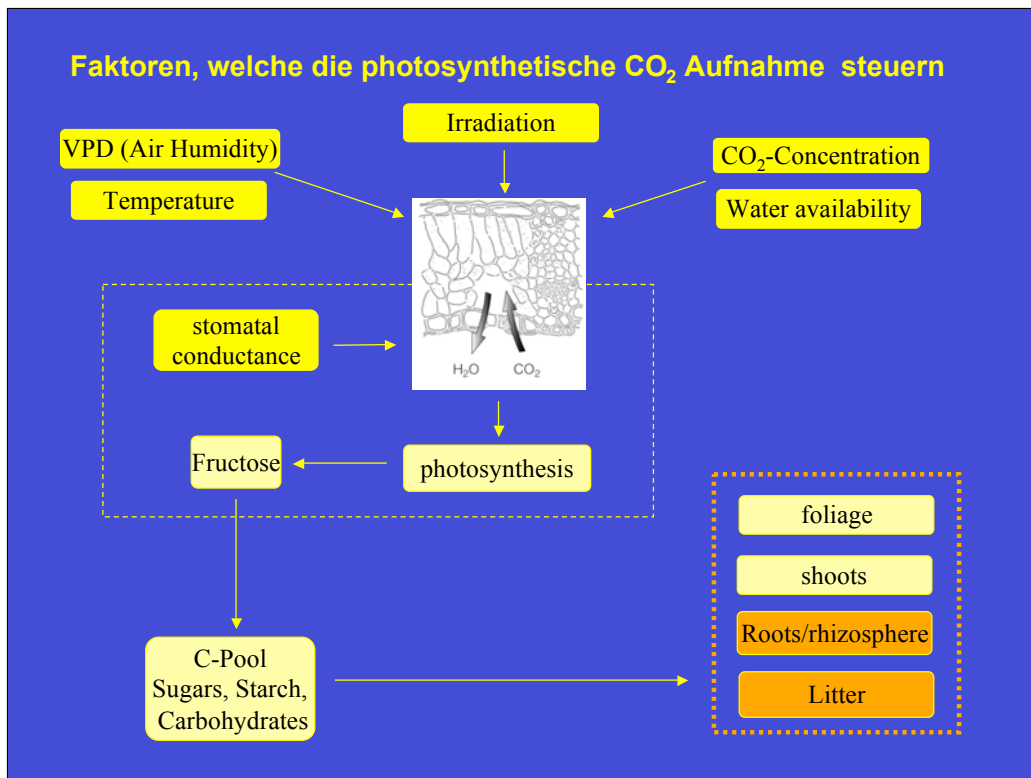 Faktoren, welche die photosynthetische CO₂ Aufnahme steuern
Irradiation
VPD (Air Humidity)
Temperature
CO₂-Concentration
Water availability
stomatal
conductance
H₂O
CO₂
Fructose
photosynthesis
foliage
shoots
Roots/rhizosphere
Litter
C-Pool
Sugars, Starch,
Carbohydrates